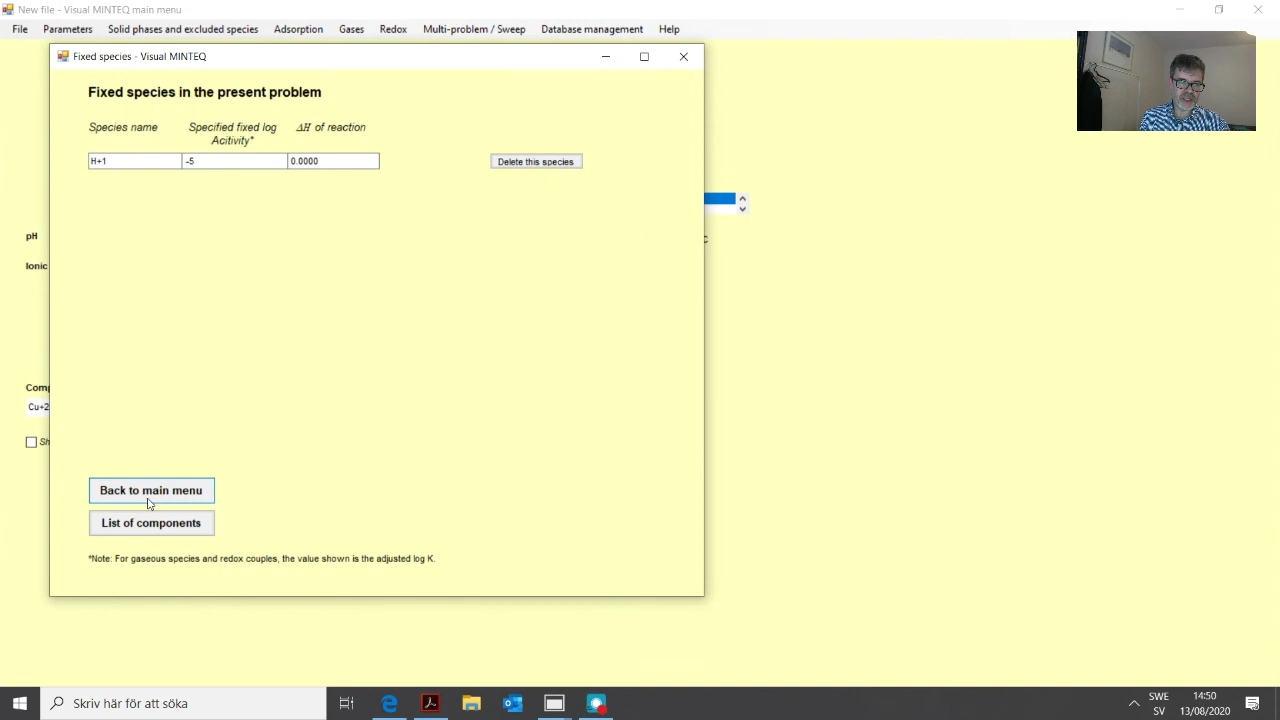 New file - Visual MINTEQ main menu
File Parameters Solid phases and excluded species Adsorption Gases Redox Multi-problem / Sweep Database management Help
Fixed species - Visual MINTEQ
Fixed species in the present problem
Species name Specified fixed log Acitivity* ΔH of reaction
H+1 -5 0.0000 Delete this species
pH
Ionic
Comp
Cu+2
Sh
Back to main menu
List of components
*Note: For gaseous species and redox couples, the value shown is the adjusted log K.
Skriv här för att söka
SWE 14:50
SV 13/08/2020